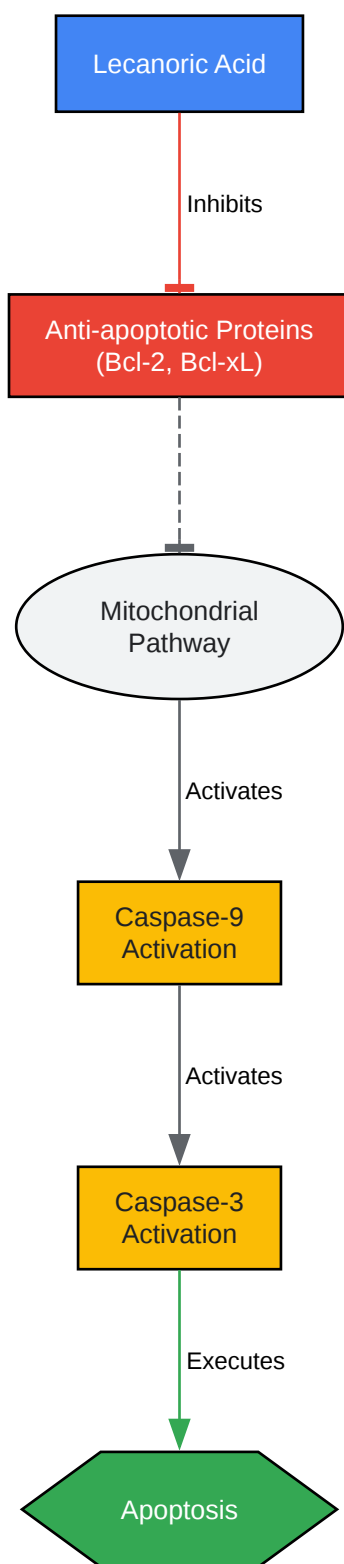 Lecanoric Acid
Inhibits
Anti-apoptotic Proteins
(Bcl-2, Bcl-xL)
Mitochondrial
Pathway
Activates
Caspase-9
Activation
Activates
Caspase-3
Activation
Executes
Apoptosis